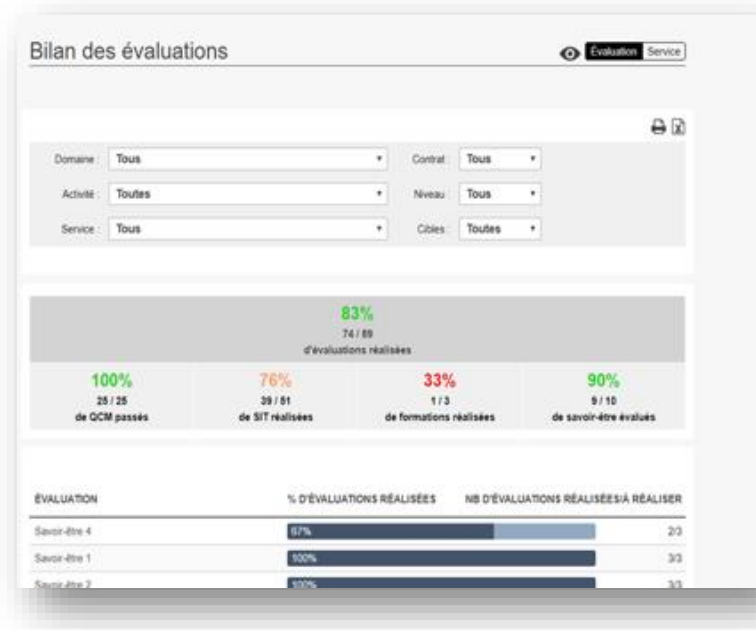 Bilan des évaluations
Évaluation Service
Domaine : Tous Contrat : Tous
Activité : Toutes Niveau : Tous
Service : Tous Cibles : Toutes
83%
74 / 89
d'évaluations réalisées
100% 76% 33% 90%
25 / 25 39 / 51 1 / 3 9 / 10
de QCM passés de SIT réalisées de formations réalisées de savoir-être évalués
ÉVALUATION % D'ÉVALUATIONS RÉALISÉES NB D'ÉVALUATIONS RÉALISÉES/À RÉALISER
Savoir-être 4 67% 2/3
Savoir-être 1 100% 3/3
Savoir-être 2 100% 3/3